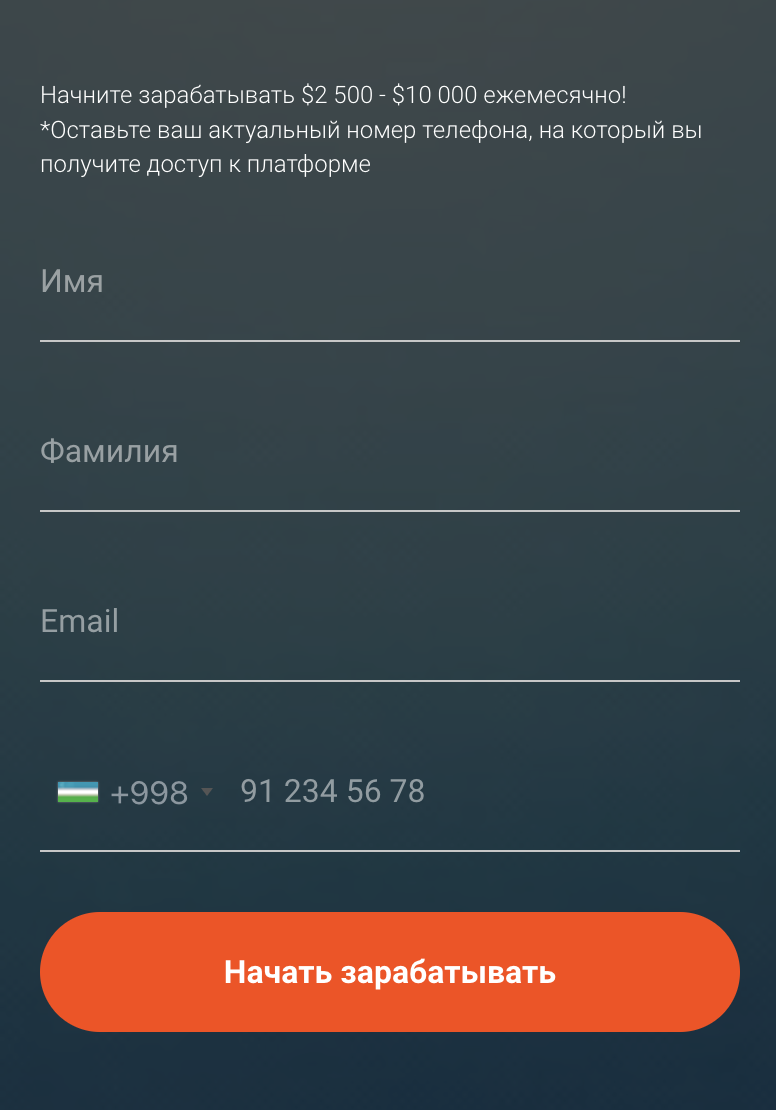 Начните зарабатывать $2 500 - $10 000 ежемесячно!
*Оставьте ваш актуальный номер телефона, на который вы
получите доступ к платформе
Имя
Фамилия
Email
+998 91 234 56 78
Начать зарабатывать